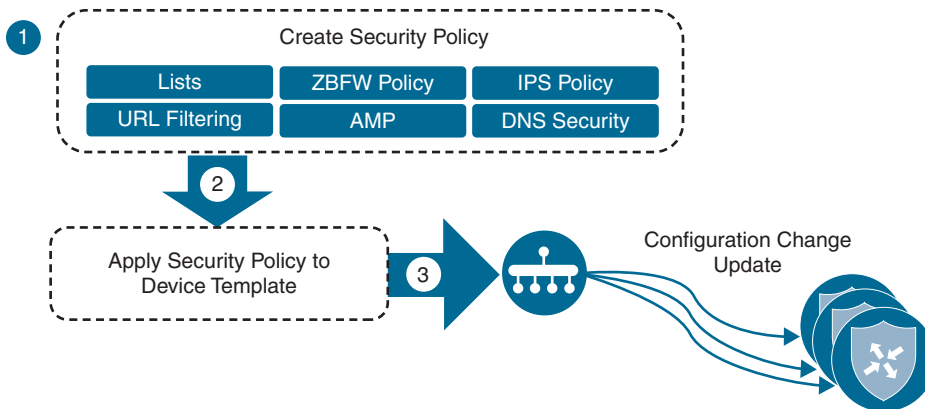 1
Create Security Policy
Lists
ZBFW Policy
IPS Policy
URL Filtering
AMP
DNS Security
2
Apply Security Policy to
Device Template
3
Configuration Change
Update